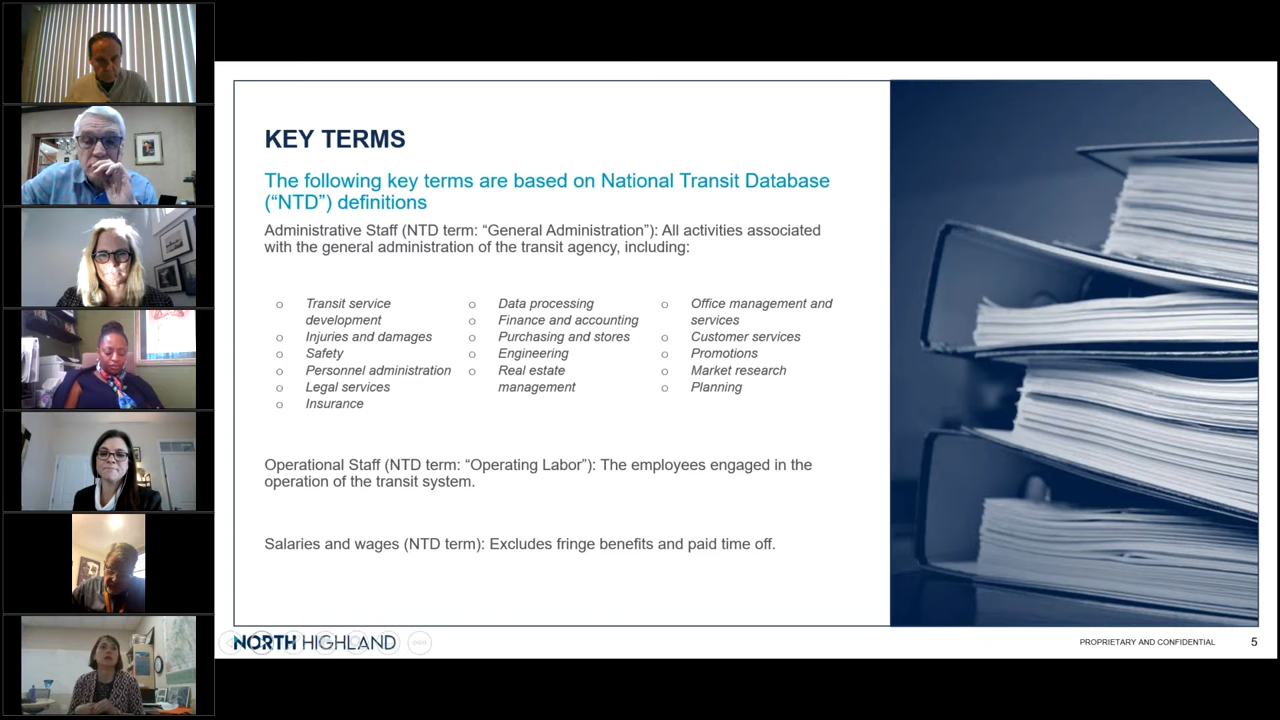 KEY TERMS
The following key terms are based on National Transit Database
(“NTD”) definitions
Administrative Staff (NTD term: “General Administration”): All activities associated
with the general administration of the transit agency, including:
o Transit service
development
o Injuries and damages
o Safety
o Personnel administration
o Legal services
o Insurance
o Data processing
o Finance and accounting
o Purchasing and stores
o Engineering
o Real estate
management
o Office management and
services
o Customer services
o Promotions
o Market research
o Planning
Operational Staff (NTD term: “Operating Labor”): The employees engaged in the
operation of the transit system.
Salaries and wages (NTD term): Excludes fringe benefits and paid time off.
NORTH HIGHLAND
PROPRIETARY AND CONFIDENTIAL 5